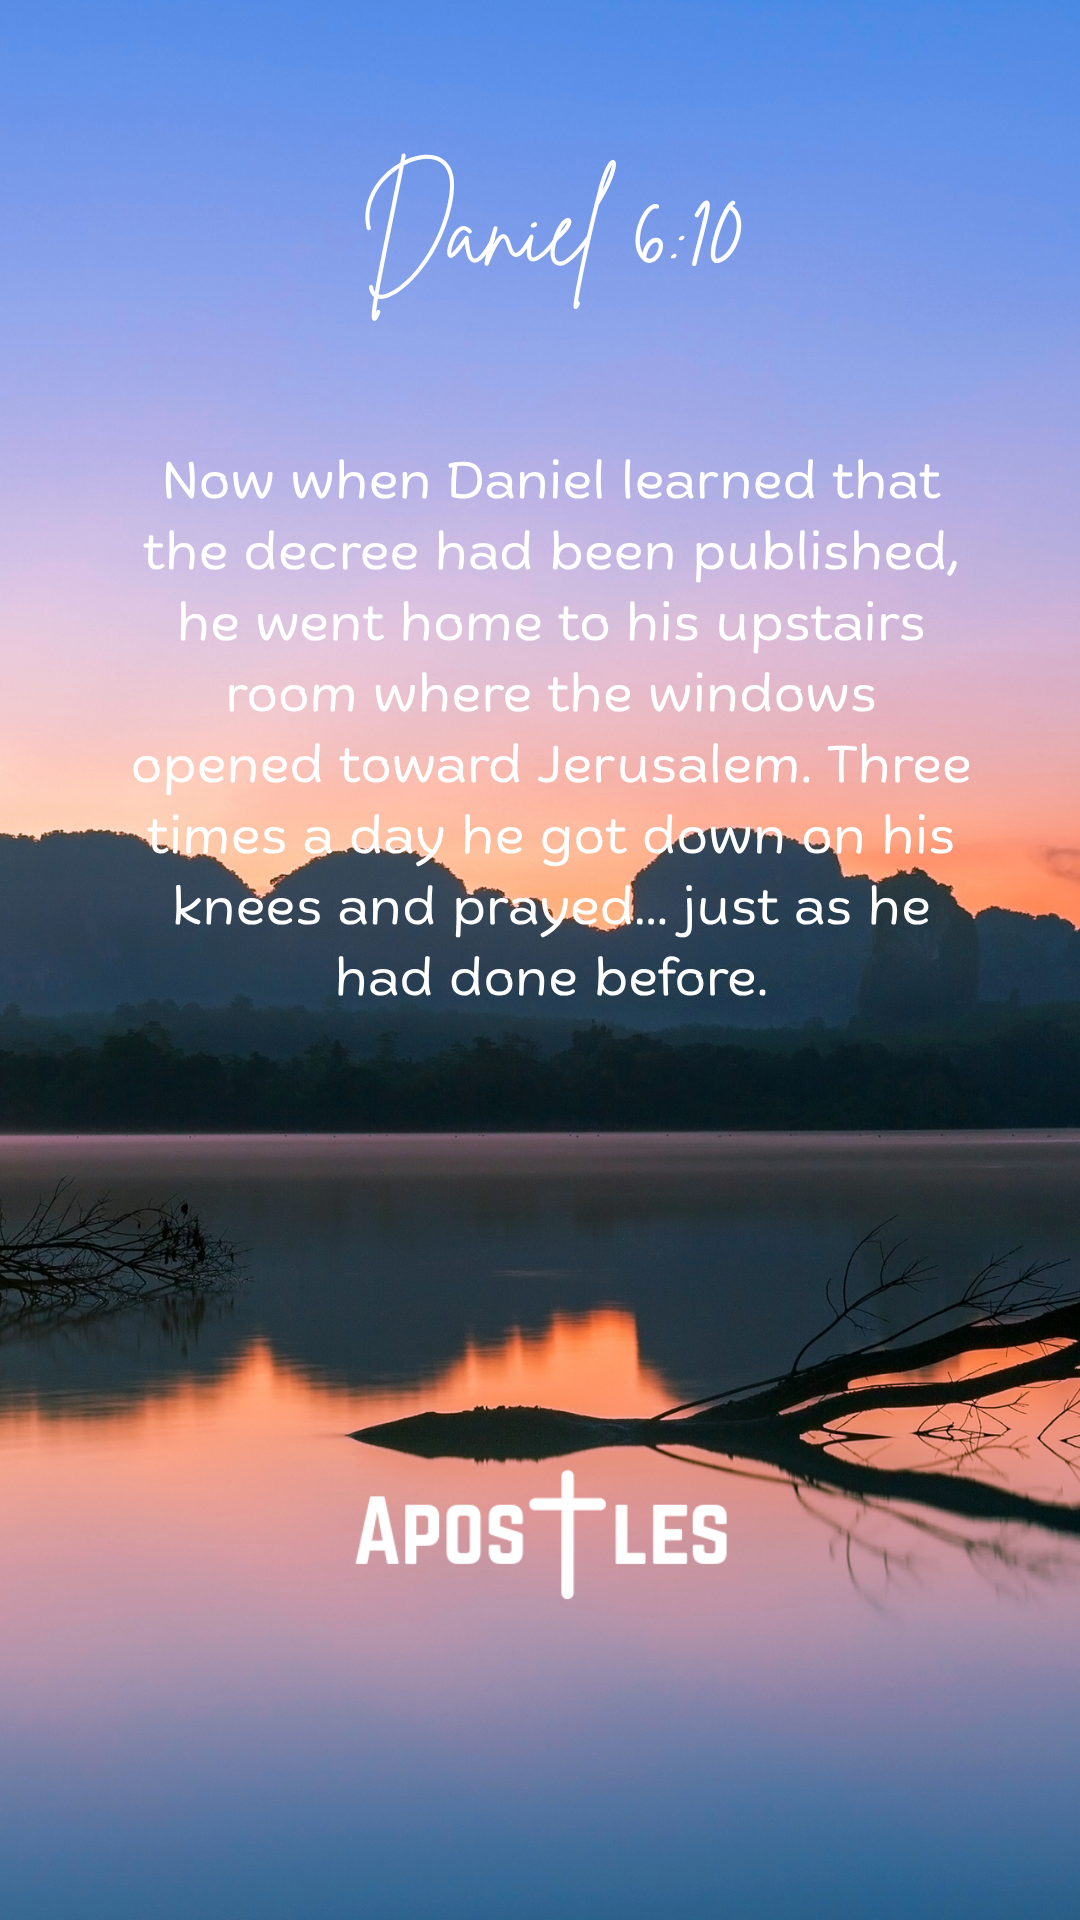 Daniel 6:10
Now when Daniel learned that
the decree had been published,
he went home to his upstairs
room where the windows
opened toward Jerusalem. Three
times a day he got down on his
knees and prayed... just as he
had done before.
APOSTLES